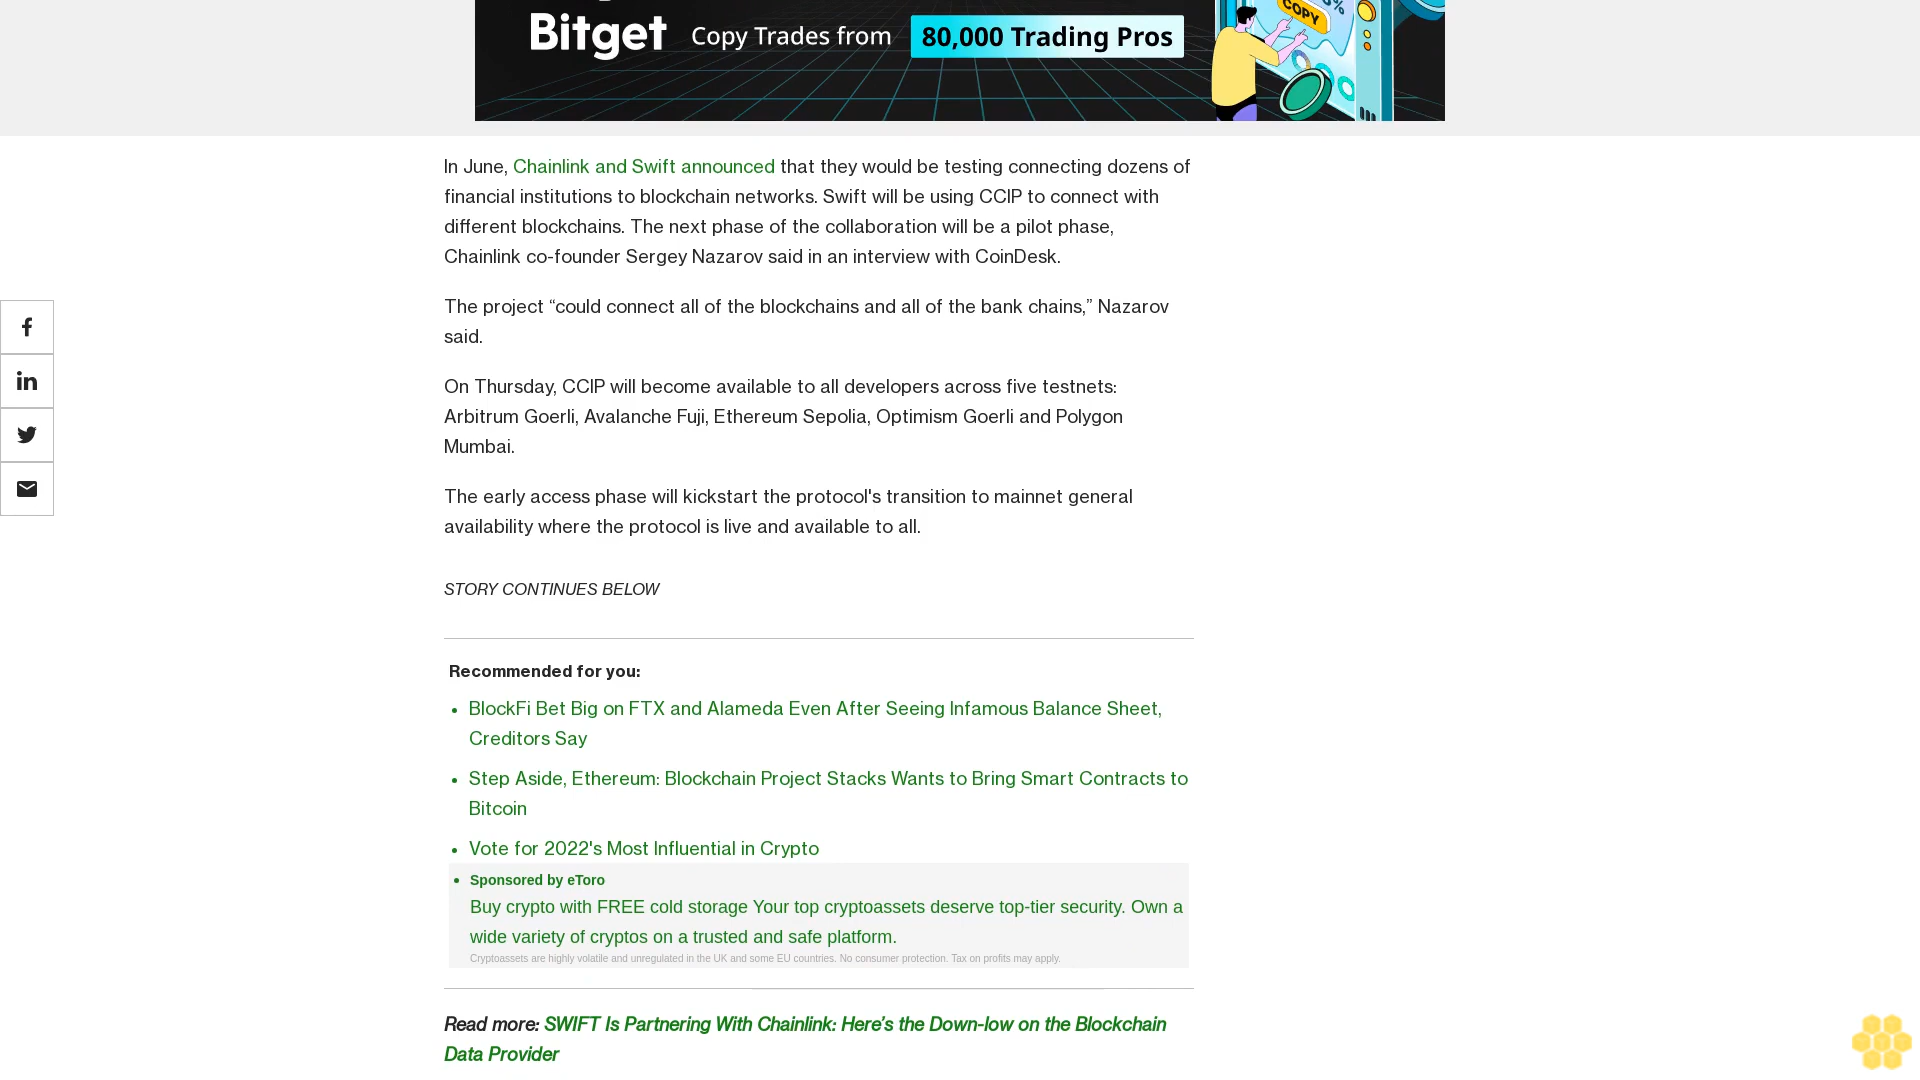 Bitget Copy Trades from 80,000 Trading Pros
COPY
In June, Chainlink and Swift announced that they would be testing connecting dozens of
financial institutions to blockchain networks. Swift will be using CCIP to connect with
different blockchains. The next phase of the collaboration will be a pilot phase,
Chainlink co-founder Sergey Nazarov said in an interview with CoinDesk.
The project “could connect all of the blockchains and all of the bank chains,” Nazarov
said.
On Thursday, CCIP will become available to all developers across five testnets:
Arbitrum Goerli, Avalanche Fuji, Ethereum Sepolia, Optimism Goerli and Polygon
Mumbai.
The early access phase will kickstart the protocol's transition to mainnet general
availability where the protocol is live and available to all.
STORY CONTINUES BELOW
Recommended for you:
• BlockFi Bet Big on FTX and Alameda Even After Seeing Infamous Balance Sheet,
Creditors Say
• Step Aside, Ethereum: Blockchain Project Stacks Wants to Bring Smart Contracts to
Bitcoin
• Vote for 2022's Most Influential in Crypto
• Sponsored by eToro
Buy crypto with FREE cold storage Your top cryptoassets deserve top-tier security. Own a
wide variety of cryptos on a trusted and safe platform.
Cryptoassets are highly volatile and unregulated in the UK and some EU countries. No consumer protection. Tax on profits may apply.
Read more: SWIFT Is Partnering With Chainlink: Here’s the Down-low on the Blockchain
Data Provider